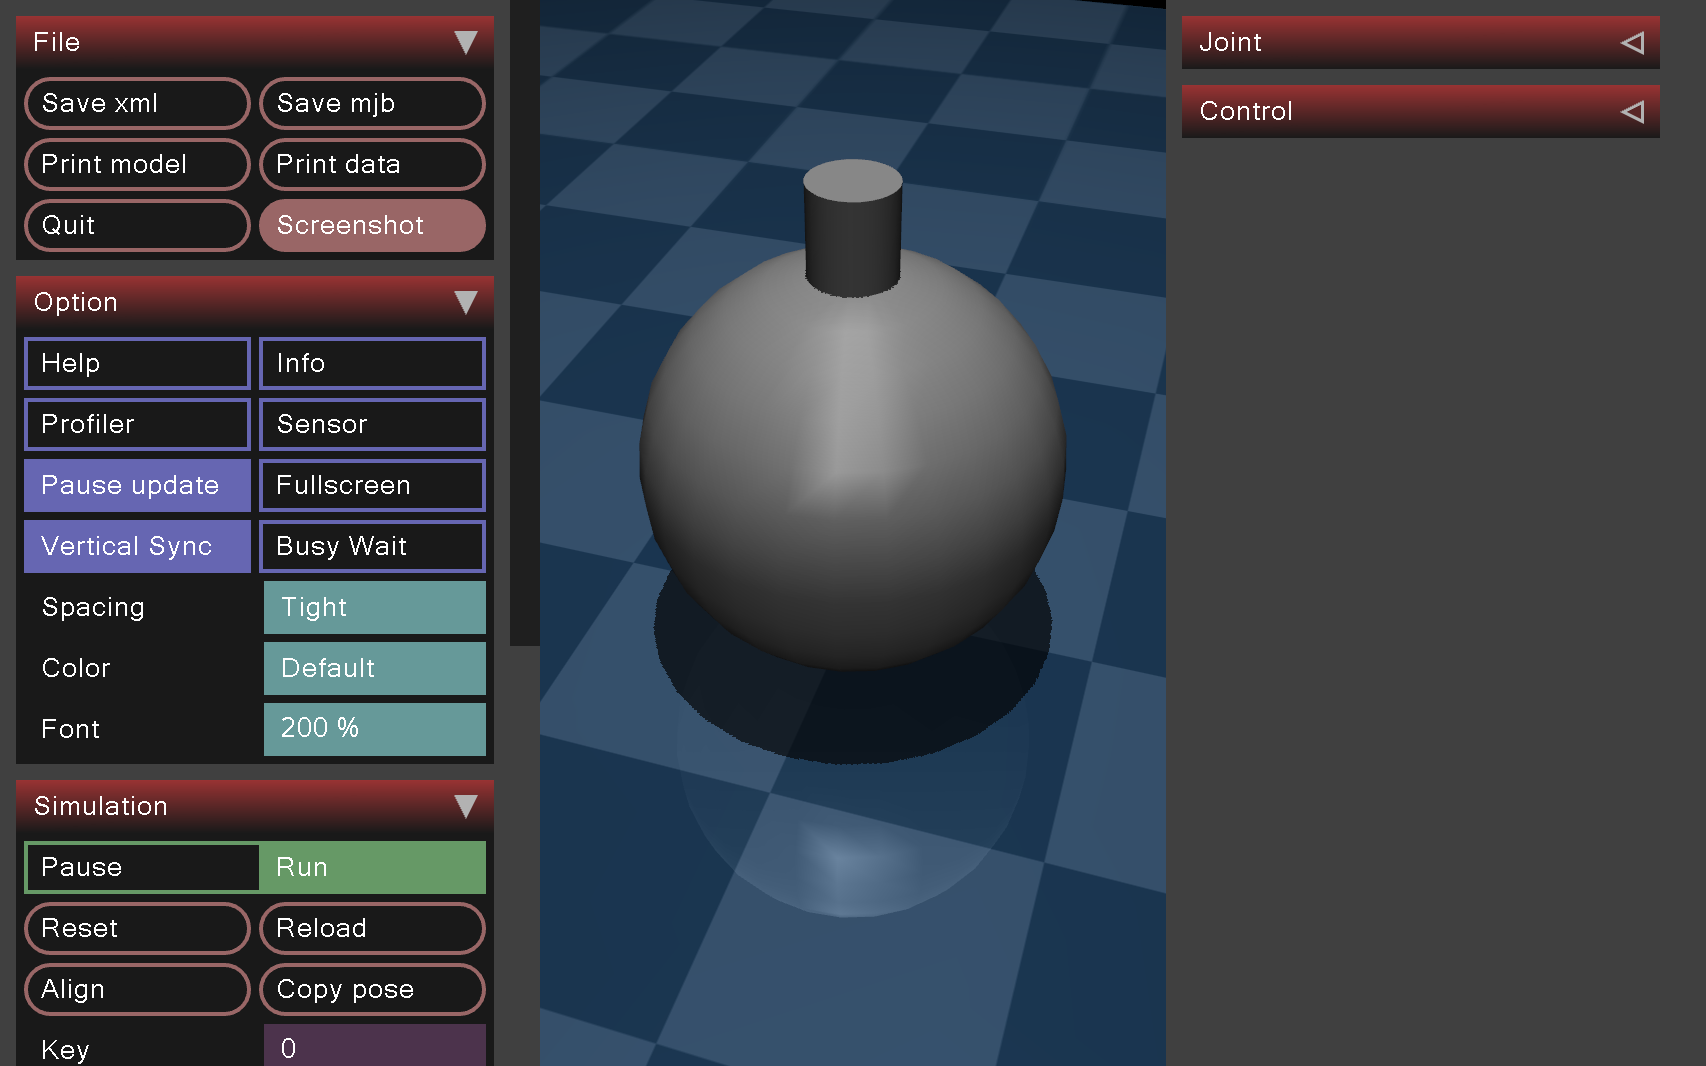 File
Save xml
Save mjb
Print model
Print data
Quit
Screenshot
Option
Help
Info
Profiler
Sensor
Pause update
Fullscreen
Vertical Sync
Busy Wait
Spacing
Tight
Color
Default
Font
200 %
Simulation
Pause
Run
Reset
Reload
Align
Copy pose
Key
0
Joint
Control